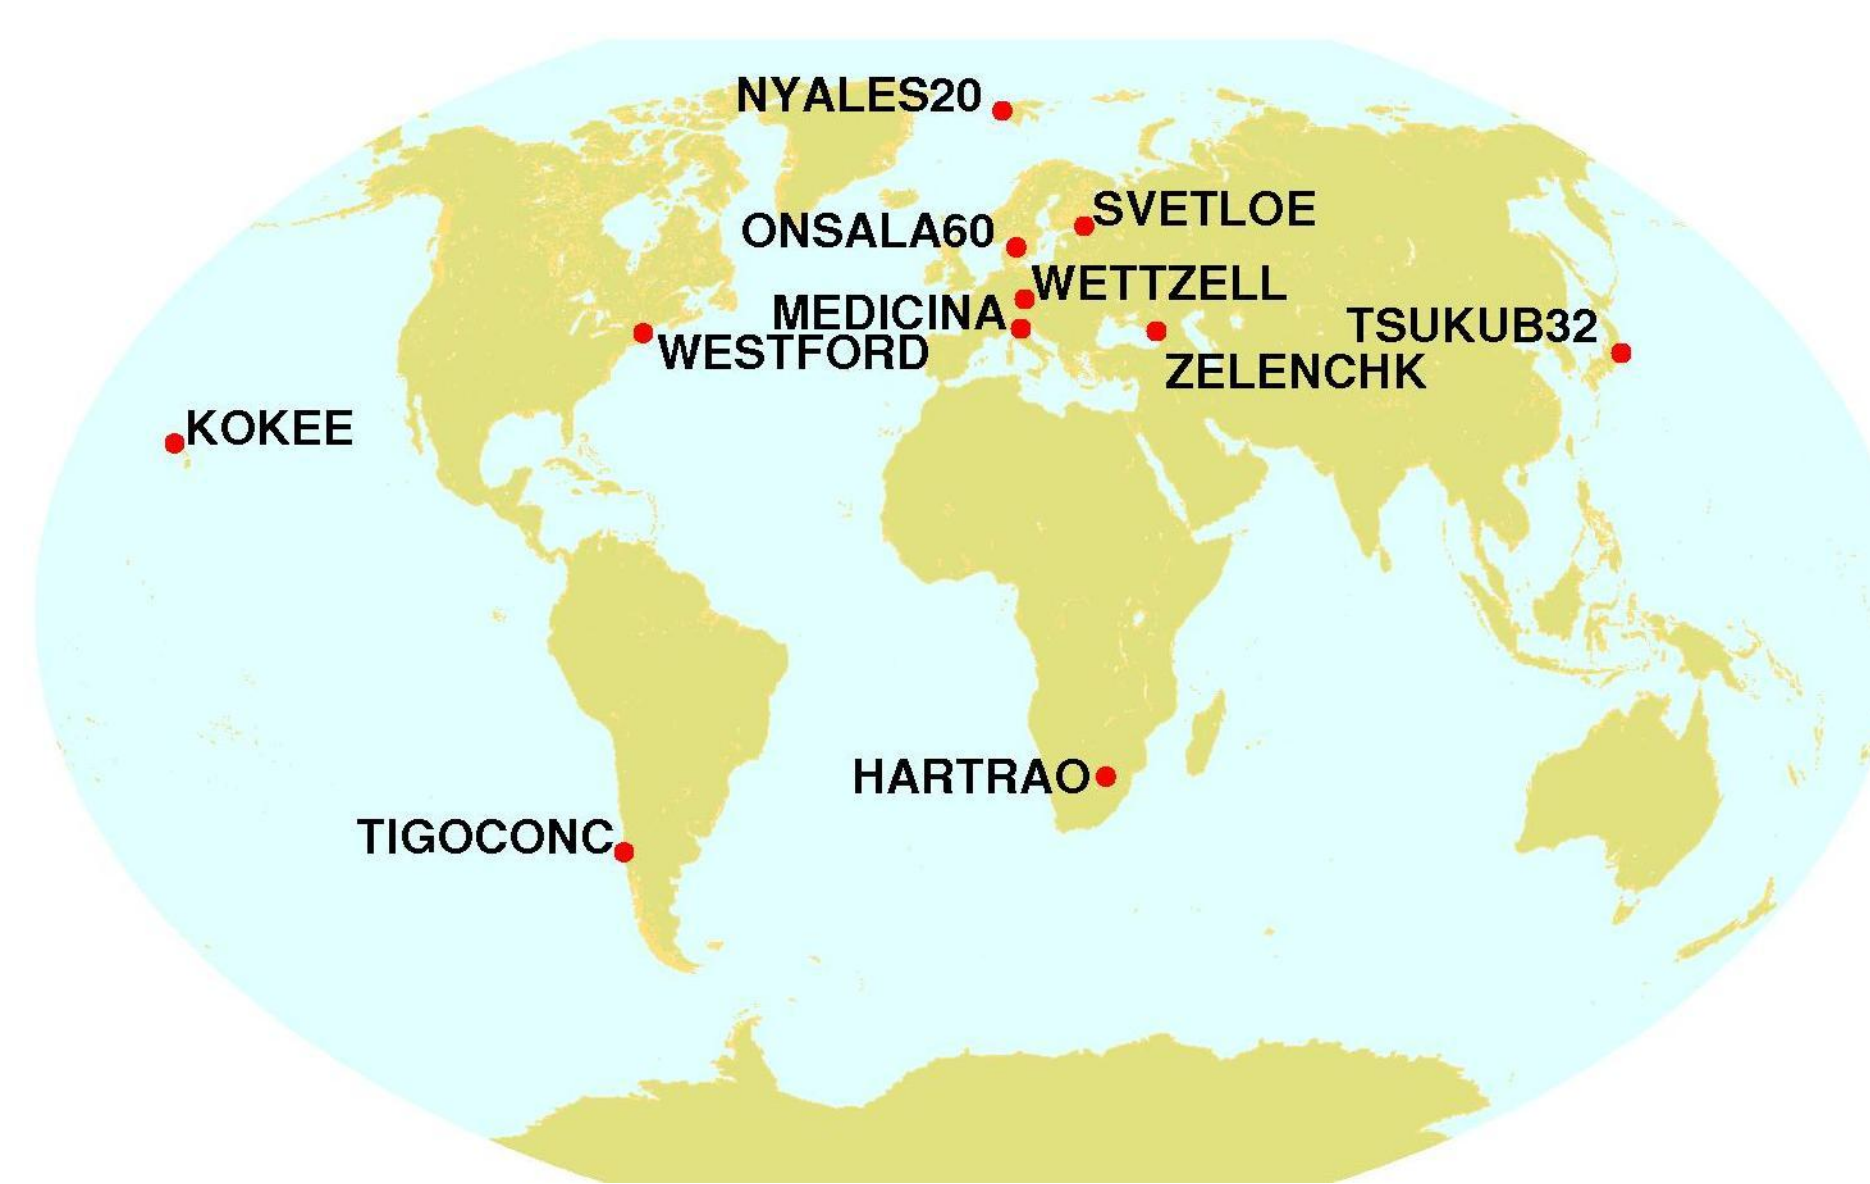 NYALES20
SVETLOE
ONSALA60
WETTZELL
MEDICINA
TSUKUB32
WESTFORD
ZELENCHK
KOKEE
HARTRAO
TIGOCONC